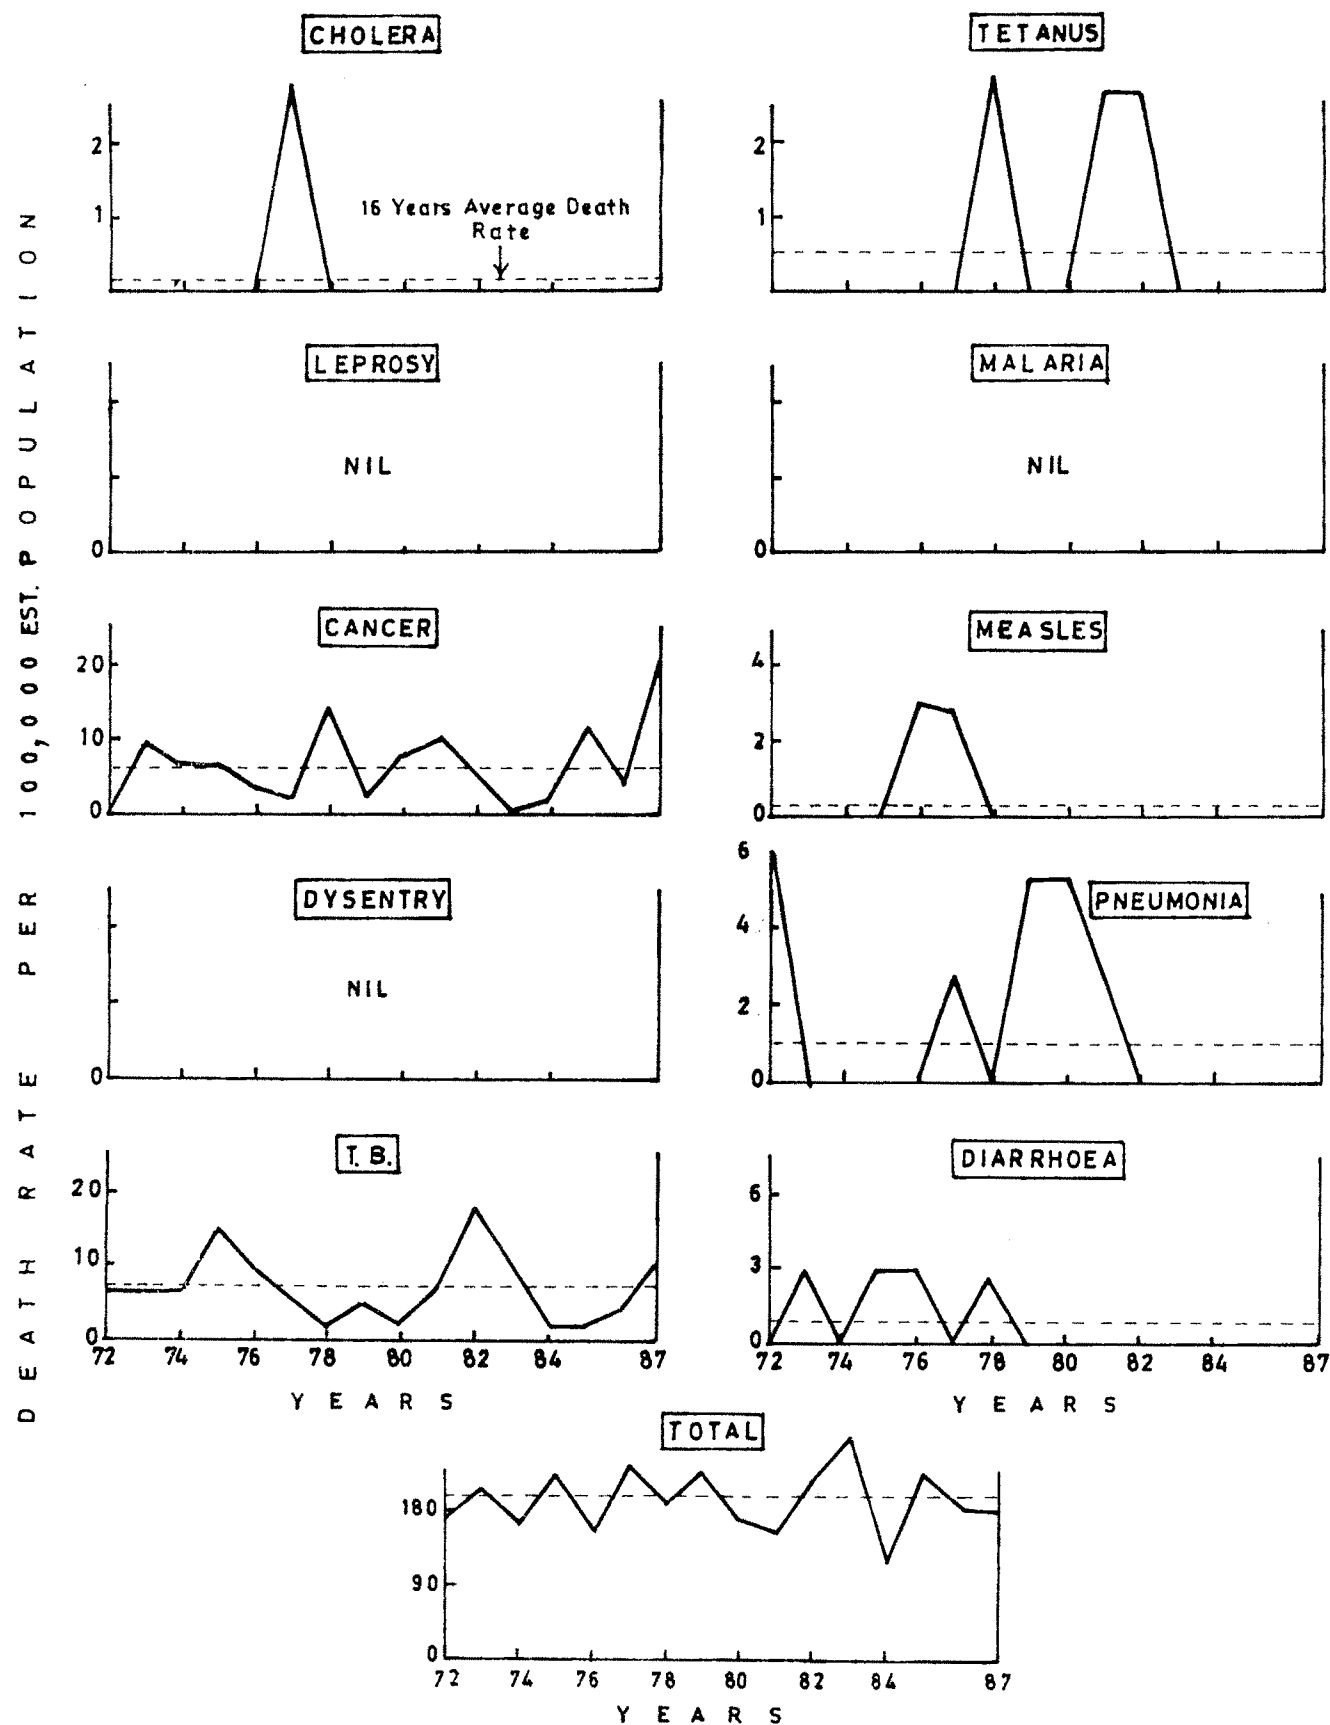 DEATH RATE PER 100,000 EST. POPULATION
CHOLERA
2
1
16 Years Average Death
Rate
TETANUS
2
1
LEPROSY
NIL
0
MALARIA
NIL
0
CANCER
20
10
0
MEASLES
4
2
0
DYSENTRY
NIL
0
PNEUMONIA
6
4
2
0
T. B.
20
10
0
72 74 76 78 80 82 84 87
YEARS
DIARRHOEA
6
3
0
72 74 76 78 80 82 84 87
YEARS
TOTAL
180
90
0
72 74 76 78 80 82 84 87
YEARS